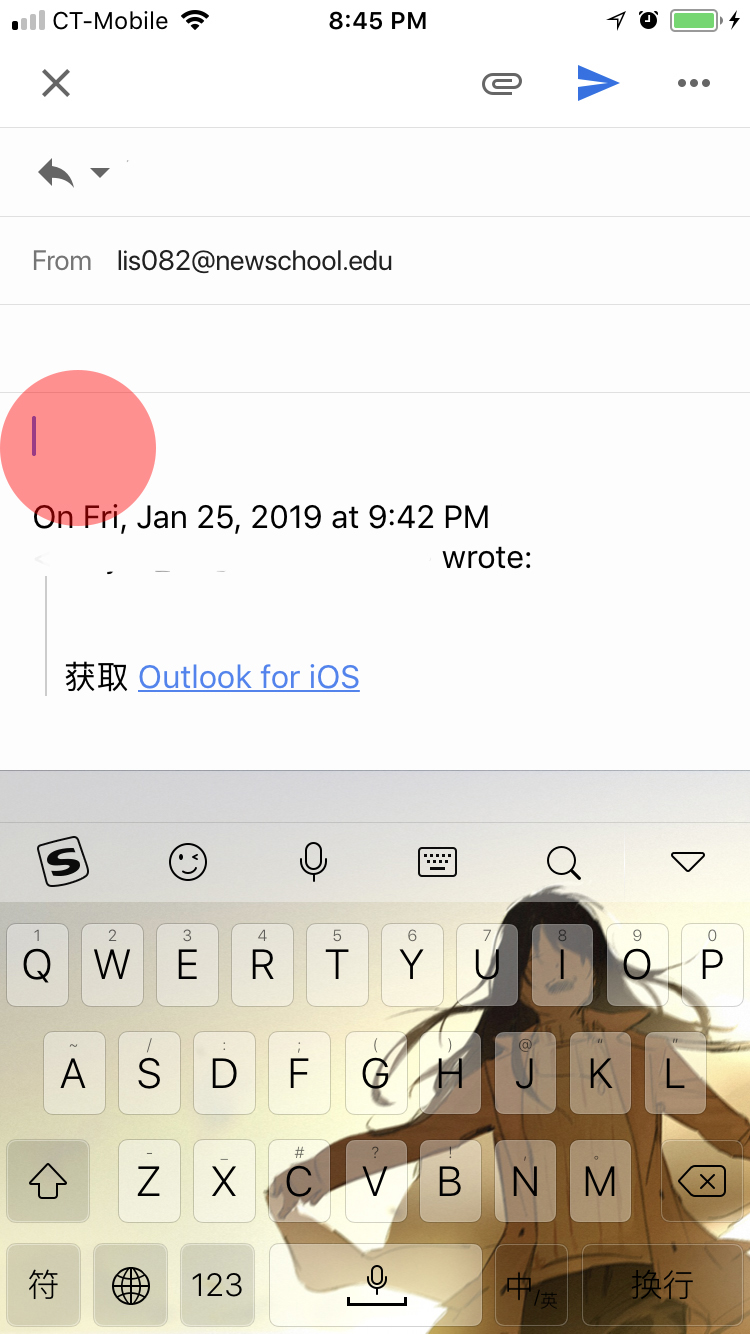 CT-Mobile 8:45 PM
From lis082@newschool.edu
On Fri, Jan 25, 2019 at 9:42 PM
wrote:
获取 Outlook for iOS
S
1 2 3 4 5 6 7 8 9 0
Q W E R T Y U I O P
~ / : ; ( ) @ “ ”
A S D F G H J K L
- _ # ? ! , 。
Z X C V B N M
符 123 中/英 换行